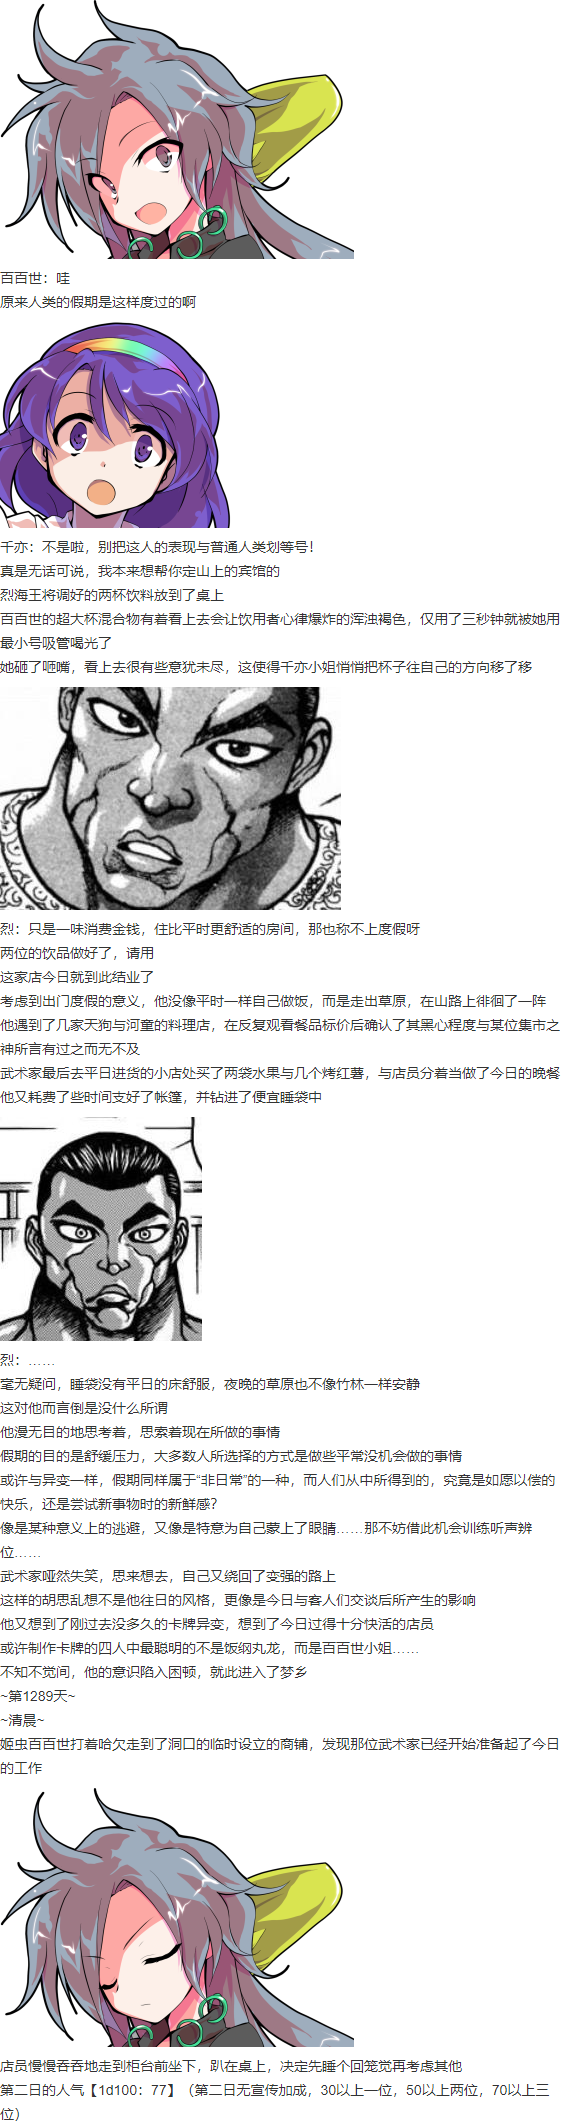 百百世：哇
原来人类的假期是这样度过的啊
千亦：不是啦，别把这人的表现与普通人类划等号！
真是无话可说，我本来想帮你定山上的宾馆的
烈海王将调好的两杯饮料放到了桌上
百百世的超大杯混合物有着看上去会让饮用者心律爆炸的浑浊褐色，仅用了三秒钟就被她用
最小号吸管喝光了
她砸了咂嘴，看上去很有些意犹未尽，这使得千亦小姐悄悄把杯子往自己的方向移了移
烈：只是一味消费金钱，住比平时更舒适的房间，那也称不上度假呀
两位的饮品做好了，请用
这家店今日就到此结业了
考虑到出门度假的意义，他没像平时一样自己做饭，而是走出草原，在山路上徘徊了一阵
他遇到了几家天狗与河童的料理店，在反复观看餐品标价后确认了其黑心程度与某位集市之
神所言有过之而无不及
武术家最后去平日进货的小店处买了两袋水果与几个烤红薯，与店员分着当做了今日的晚餐
他又耗费了些时间支好了帐篷，并钻进了便宜睡袋中
烈：……
毫无疑问，睡袋没有平日的床舒服，夜晚的草原也不像竹林一样安静
这对他而言倒是没什么所谓
他漫无目的地思考着，思索着现在所做的事情
假期的目的是舒缓压力，大多数人所选择的方式是做些平常没机会做的事情
或许与异变一样，假期同样属于“非日常”的一种，而人们从中所得到的，究竟是如愿以偿的
快乐，还是尝试新事物时的新鲜感？
像是某种意义上的逃避，又像是特意为自己蒙上了眼睛……那不妨借此机会训练听声辨
位……
武术家哑然失笑，思来想去，自己又绕回了变强的路上
这样的胡思乱想不是他往日的风格，更像是今日与客人们交谈后所产生的影响
他又想到了刚过去没多久的卡牌异变，想到了今日过得十分快活的店员
或许制作卡牌的四人中最聪明的不是饭纲丸龙，而是百百世小姐……
不知不觉间，他的意识陷入困顿，就此进入了梦乡
~第1289天~
~清晨~
姬虫百百世打着哈欠走到了洞口的临时设立的商铺，发现那位武术家已经开始准备起了今日
的工作
店员慢慢吞吞地走到柜台前坐下，趴在桌上，决定先睡个回笼觉再考虑其他
第二日的人气【1d100：77】（第二日无宣传加成，30以上一位，50以上两位，70以上三
位）